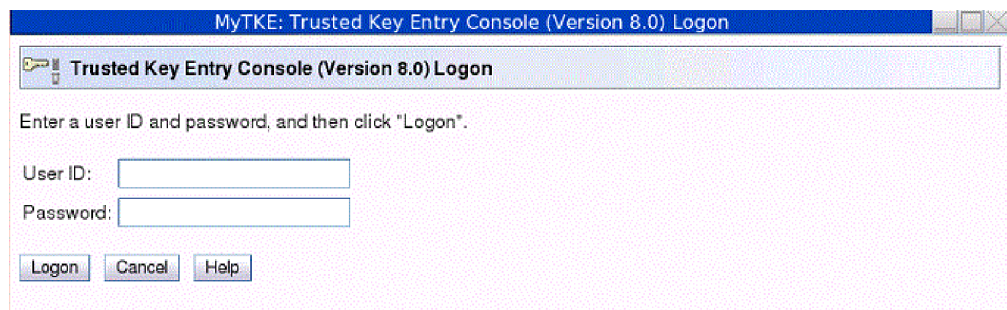 MyTKE: Trusted Key Entry Console (Version 8.0) Logon
Trusted Key Entry Console (Version 8.0) Logon
Enter a user ID and password, and then click "Logon".
User ID:
Password:
Logon Cancel Help